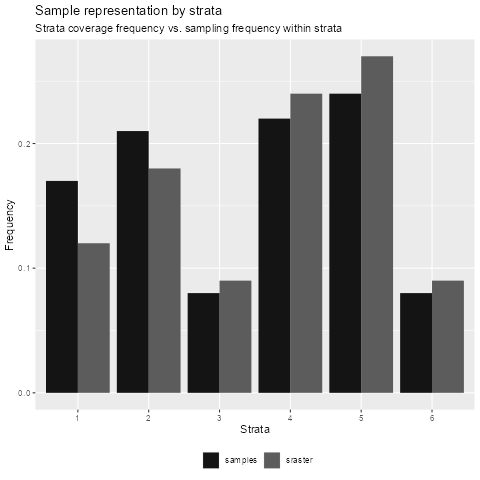 Sample representation by strata
Strata coverage frequency vs. sampling frequency within strata
Frequency
0.2
0.1
0.0
1 2 3 4 5 6
Strata
samples sraster